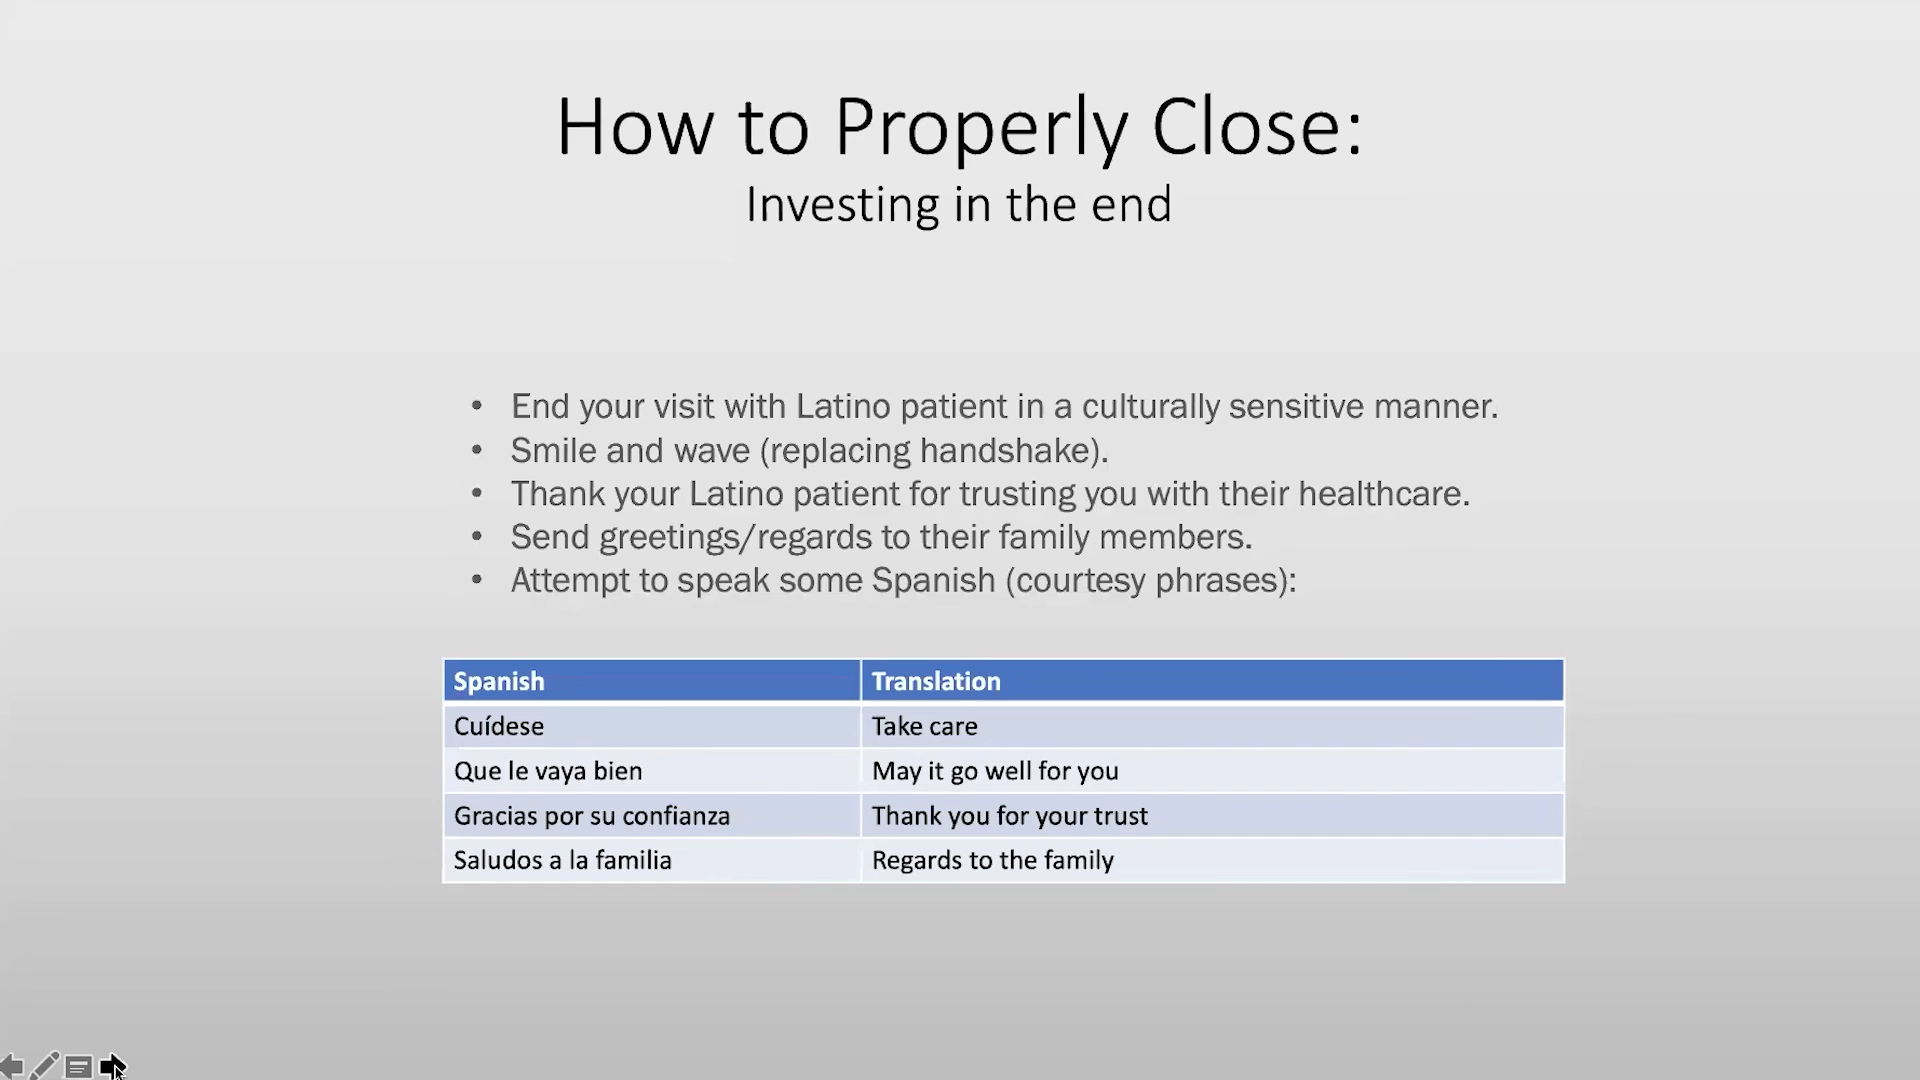 How to Properly Close:
Investing in the end
• End your visit with Latino patient in a culturally sensitive manner.
• Smile and wave (replacing handshake).
• Thank your Latino patient for trusting you with their healthcare.
• Send greetings/regards to their family members.
• Attempt to speak some Spanish (courtesy phrases):
Spanish Translation
Cuídese Take care
Que le vaya bien May it go well for you
Gracias por su confianza Thank you for your trust
Saludos a la familia Regards to the family